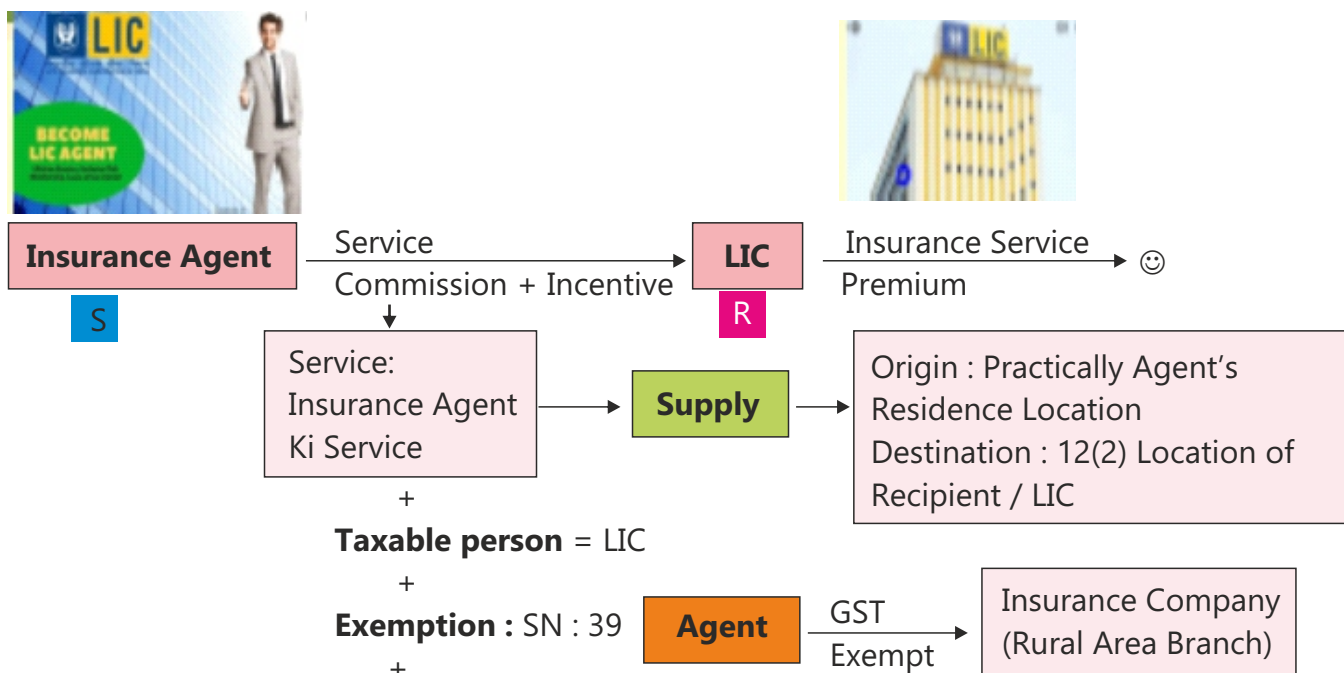 LIC
BECOME
LIC AGENT
LIC
Insurance Agent
Service
Commission + Incentive
LIC
Insurance Service
Premium
☺
S
R
Service:
Insurance Agent
Ki Service
Supply
Origin : Practically Agent's
Residence Location
Destination : 12(2) Location of
Recipient / LIC
+
Taxable person = LIC
+
Exemption : SN : 39
Agent
GST
Exempt
Insurance Company
(Rural Area Branch)
+